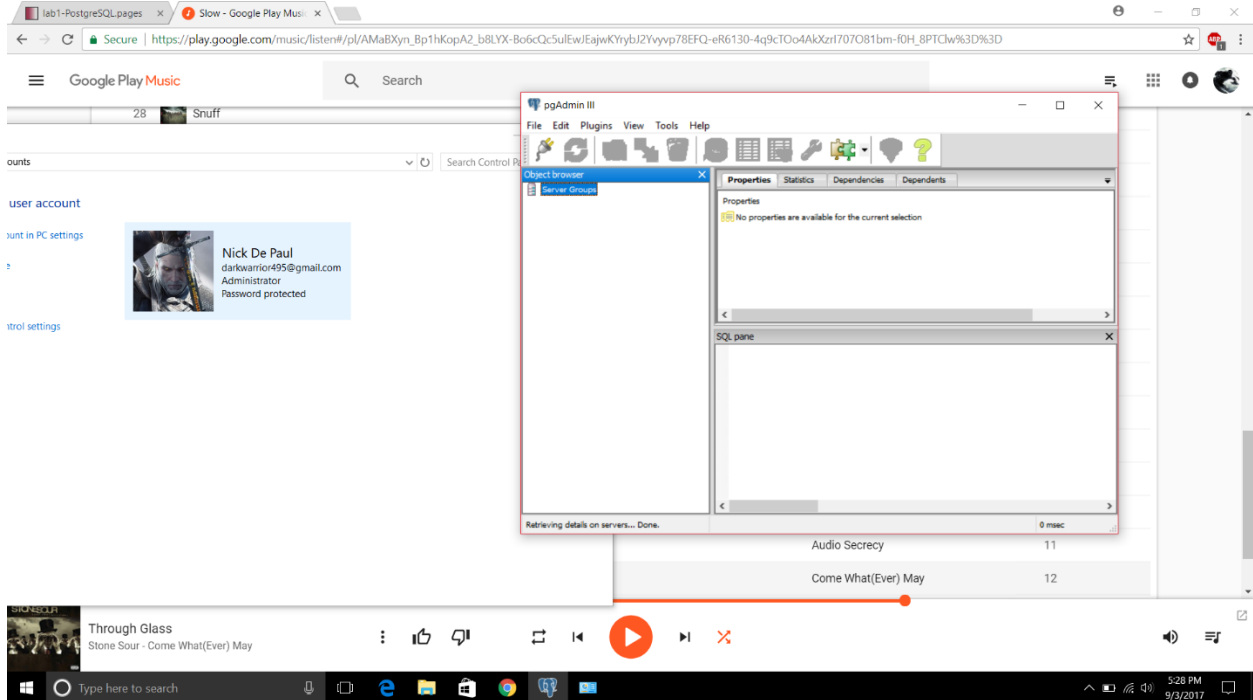 lab1-PostgreSQL.pages
Slow - Google Play Music
Secure | https://play.google.com/music/listen#/pl/AMaBXyn_Bp1hKopA2_b8LYX-Bo6cQc5ulEwJEajwKYrybJ2Yvyvp78EFQ-eR6130-4q9cTOo4AkXzrI707O81bm-f0H_8PTClw%3D%3D
ABP
1
Google Play Music
Search
28 Snuff
ounts
Search Control Pa
user account
ount in PC settings
e
ntrol settings
Nick De Paul
darkwarrior495@gmail.com
Administrator
Password protected
pgAdmin III
File Edit Plugins View Tools Help
Object browser
Server Groups
Properties Statistics Dependencies Dependents
Properties
No properties are available for the current selection
SQL pane
Retrieving details on servers... Done.
0 msec
Audio Secrecy 11
Come What(Ever) May 12
STONESOUR
Through Glass
Stone Sour - Come What(Ever) May
Type here to search
5:28 PM
9/3/2017